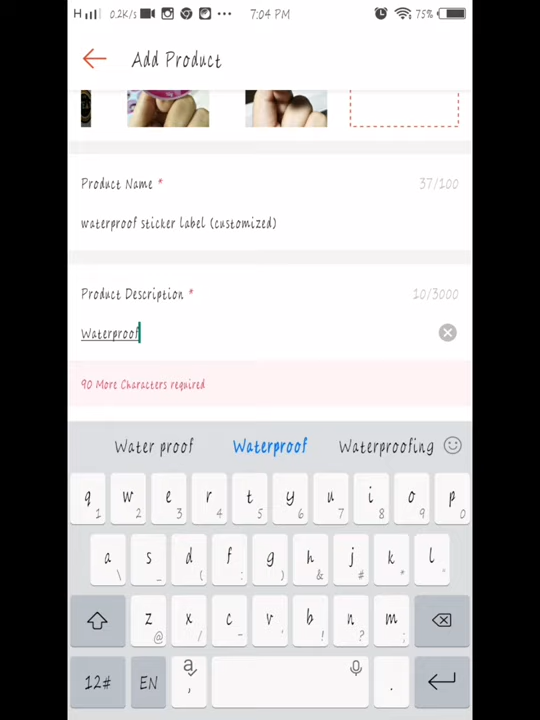 H 0.2K/s ... 7:04 PM 75%
Add Product
Product Name * 37/100
waterproof sticker label (customized)
Product Description * 10/3000
Waterproof
90 More Characters required
Water proof Waterproof Waterproofing
q w e r t y u i o p
1 2 3 4 5 6 7 8 9 0
a s d f g h j k l
\ _ ( : ) & # * "
z x c v b n m
@ / - ' ! ? ;
12# EN a , .